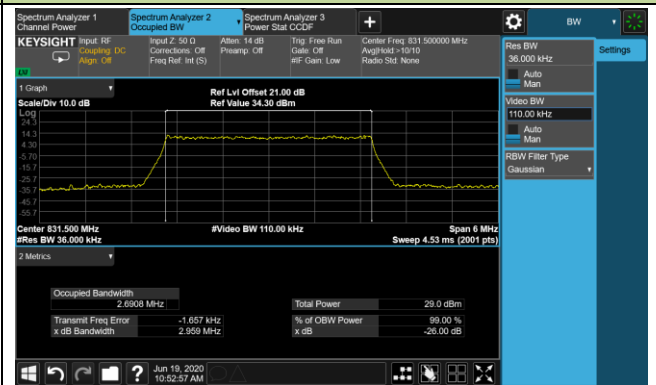 Spectrum Analyzer 1
Channel Power
Spectrum Analyzer 2
Occupied BW
Spectrum Analyzer 3
Power Stat CCDF
BW
KEYSIGHT
Input: RF
Coupling: DC
Align: Off
Input Z: 50 Ω
Corrections: Off
Freq Ref: Int (S)
Atten: 14 dB
Preamp: Off
Trig: Free Run
Gate: Off
#IF Gain: Low
Center Freq: 831.500000 MHz
Avg|Hold:>10/10
Radio Std: None
LW
Res BW
36.000 kHz
Auto
Man
Video BW
110.00 kHz
Auto
Man
RBW Filter Type
Gaussian
Settings
1 Graph
Scale/Div 10.0 dB
Ref Lvl Offset 21.00 dB
Ref Value 34.30 dBm
Log
24.3
14.3
4.30
-5.70
-15.7
-25.7
-35.7
-45.7
-55.7
Center 831.500 MHz
#Res BW 36.000 kHz
#Video BW 110.00 kHz
Span 6 MHz
Sweep 4.53 ms (2001 pts)
2 Metrics
Occupied Bandwidth
2.6908 MHz
Total Power 29.0 dBm
Transmit Freq Error -1.657 kHz
% of OBW Power 99.00 %
x dB Bandwidth 2.959 MHz
x dB -26.00 dB
?
Jun 19, 2020
10:52:57 AM